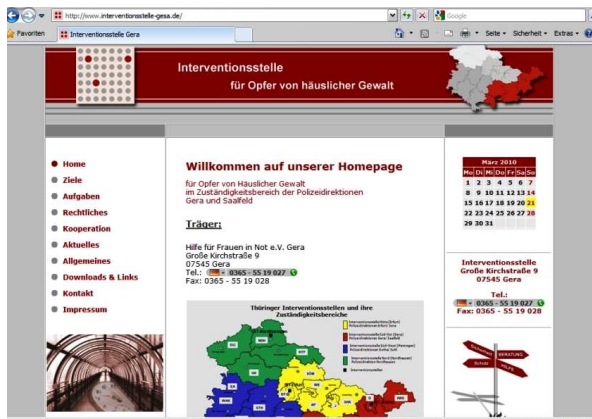 http://www.interventionsstelle-gesa.de/
Google
Favoriten
Interventionsstelle Gera
Seite
Sicherheit
Extras
Interventionsstelle
für Opfer von häuslicher Gewalt
Home
Ziele
Aufgaben
Rechtliches
Kooperation
Aktuelles
Allgemeines
Downloads & Links
Kontakt
Impressum
Willkommen auf unserer Homepage
für Opfer von Häuslicher Gewalt
im Zuständigkeitsbereich der Polizeidirektionen
Gera und Saalfeld
Träger:
Hilfe für Frauen in Not e.V. Gera
Große Kirchstraße 9
07545 Gera
Tel.: 0365 - 55 19 027
Fax: 0365 - 55 19 028
Thüringer Interventionsstellen und ihre
Zuständigkeitsbereiche
März 2010
Mo Di Mi Do Fr Sa So
1 2 3 4 5 6 7
8 9 10 11 12 13 14
15 16 17 18 19 20 21
22 23 24 25 26 27 28
29 30 31
Interventionsstelle
Große Kirchstraße 9
07545 Gera
Tel.:
0365 - 55 19 027
Fax: 0365 - 55 19 028
BERATUNG
Schutz
HILFE